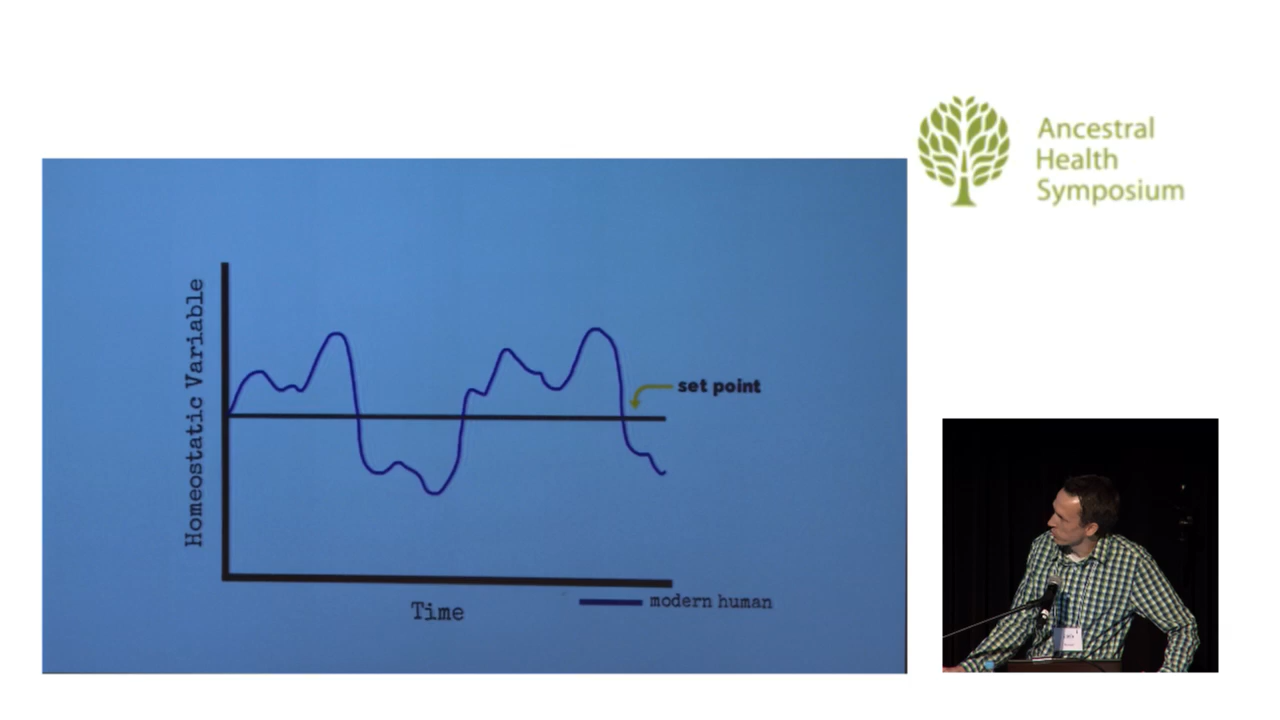 Ancestral
Health
Symposium
Homeostatic Variable
set point
Time
modern human